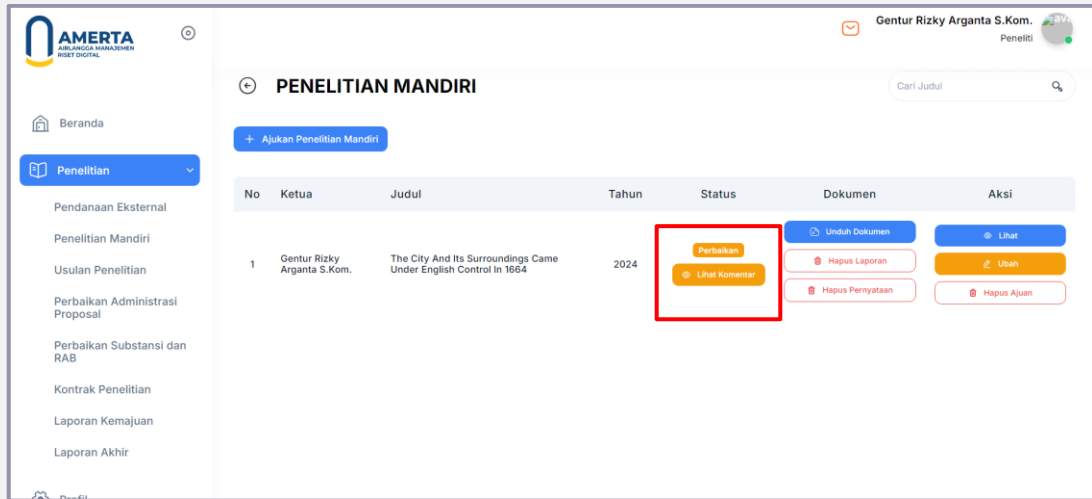 AMERTA
AIRLANGGA MANAJEMEN
RISET DIGITAL
Gentur Rizky Arganta S.Kom.
Peneliti
PENELITIAN MANDIRI
Cari Judul
Beranda
+ Ajukan Penelitian Mandiri
Penelitian
Pendanaan Eksternal
Penelitian Mandiri
Usulan Penelitian
Perbaikan Administrasi
Proposal
Perbaikan Substansi dan
RAB
Kontrak Penelitian
Laporan Kemajuan
Laporan Akhir
Profil
No Ketua Judul Tahun Status Dokumen Aksi
1 Gentur Rizky
Arganta S.Kom.
The City And Its Surroundings Came
Under English Control In 1664
2024
Perbaikan
Lihat Komentar
Unduh Dokumen
Hapus Laporan
Hapus Pernyataan
Lihat
Ubah
Hapus Ajuan